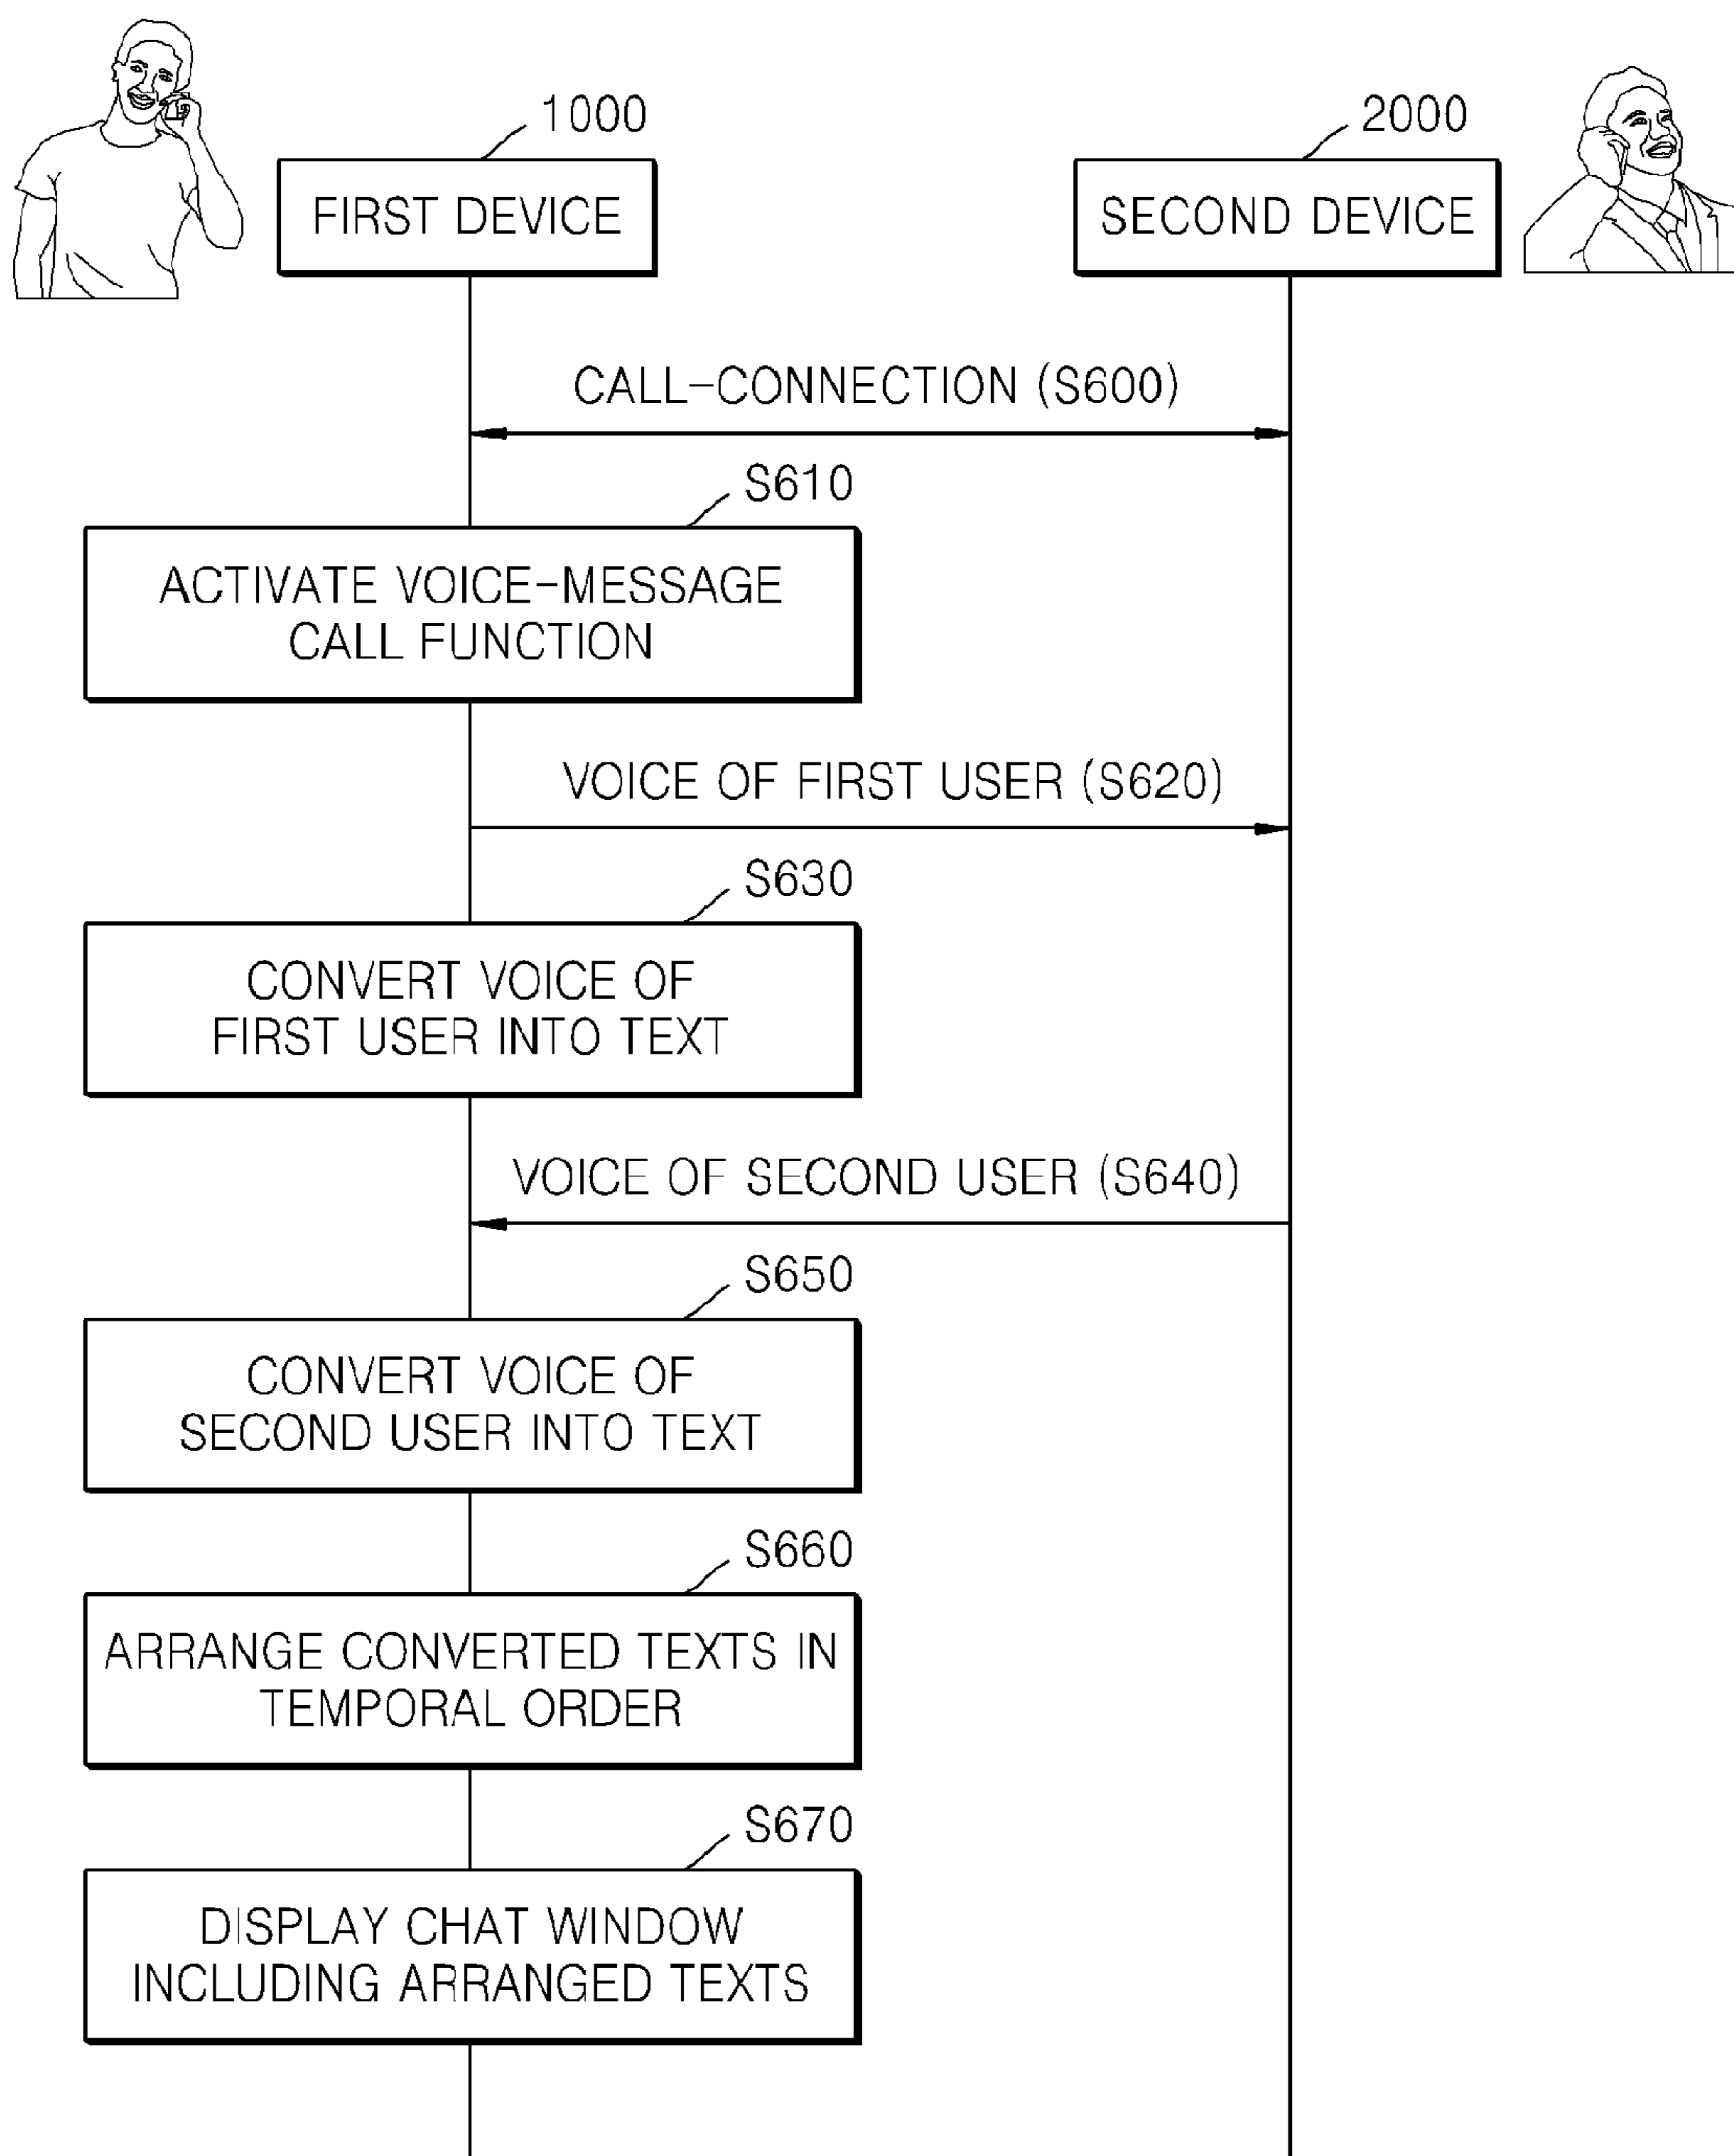 1000
2000
FIRST DEVICE
SECOND DEVICE
CALL-CONNECTION (S600)
S610
ACTIVATE VOICE-MESSAGE
CALL FUNCTION
VOICE OF FIRST USER (S620)
S630
CONVERT VOICE OF
FIRST USER INTO TEXT
VOICE OF SECOND USER (S640)
S650
CONVERT VOICE OF
SECOND USER INTO TEXT
S660
ARRANGE CONVERTED TEXTS IN
TEMPORAL ORDER
S670
DISPLAY CHAT WINDOW
INCLUDING ARRANGED TEXTS